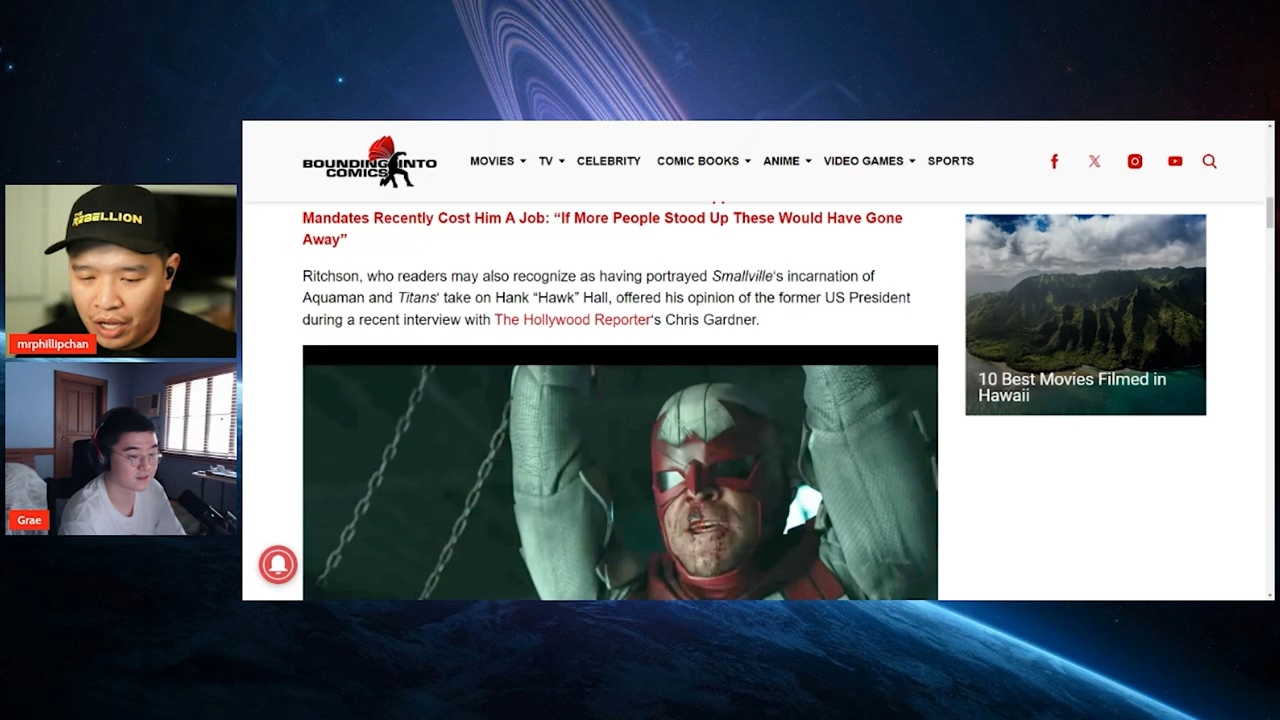 BOUNDING INTO
COMICS
MOVIES TV CELEBRITY COMIC BOOKS ANIME VIDEO GAMES SPORTS
Mandates Recently Cost Him A Job: “If More People Stood Up These Would Have Gone
Away”
Ritchson, who readers may also recognize as having portrayed Smallville‘s incarnation of
Aquaman and Titans‘ take on Hank “Hawk” Hall, offered his opinion of the former US President
during a recent interview with The Hollywood Reporter‘s Chris Gardner.
10 Best Movies Filmed in
Hawaii
REBELLION
mrphillipchan
Grae